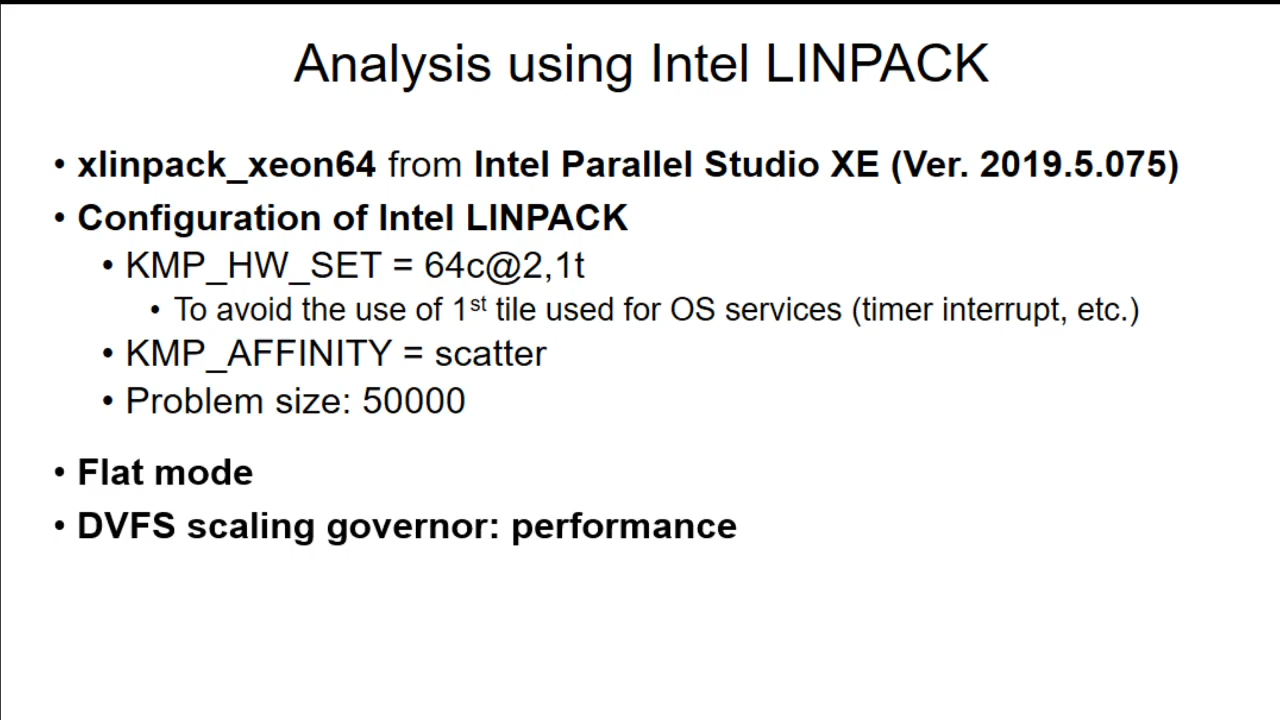 Analysis using Intel LINPACK
• xlinpack_xeon64 from Intel Parallel Studio XE (Ver. 2019.5.075)
• Configuration of Intel LINPACK
• KMP_HW_SET = 64c@2,1t
• To avoid the use of 1st tile used for OS services (timer interrupt, etc.)
• KMP_AFFINITY = scatter
• Problem size: 50000
• Flat mode
• DVFS scaling governor: performance